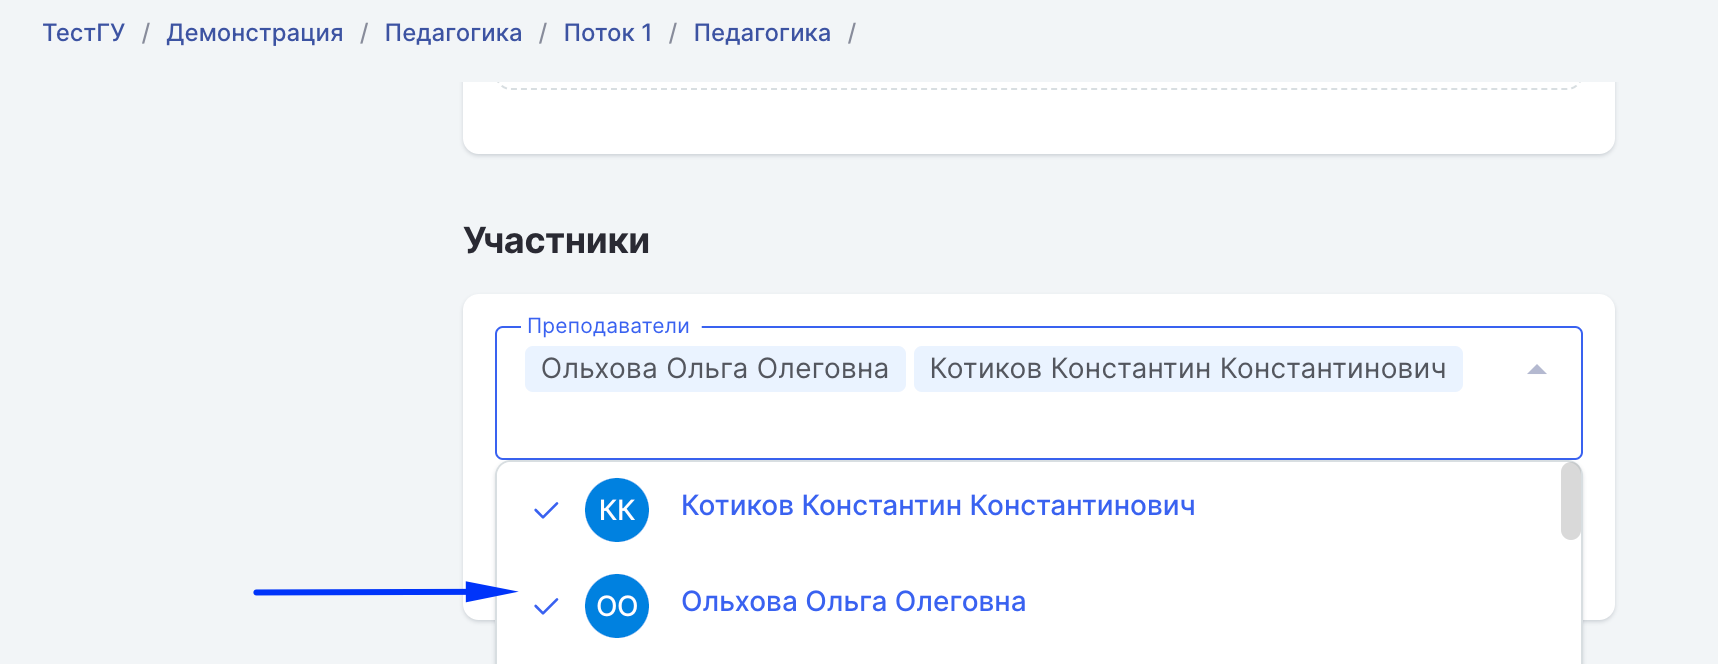 ТестГУ / Демонстрация / Педагогика / Поток 1 / Педагогика /
Участники
Преподаватели
Ольхова Ольга Олеговна Котиков Константин Константинович
КК Котиков Константин Константинович
ОО Ольхова Ольга Олеговна